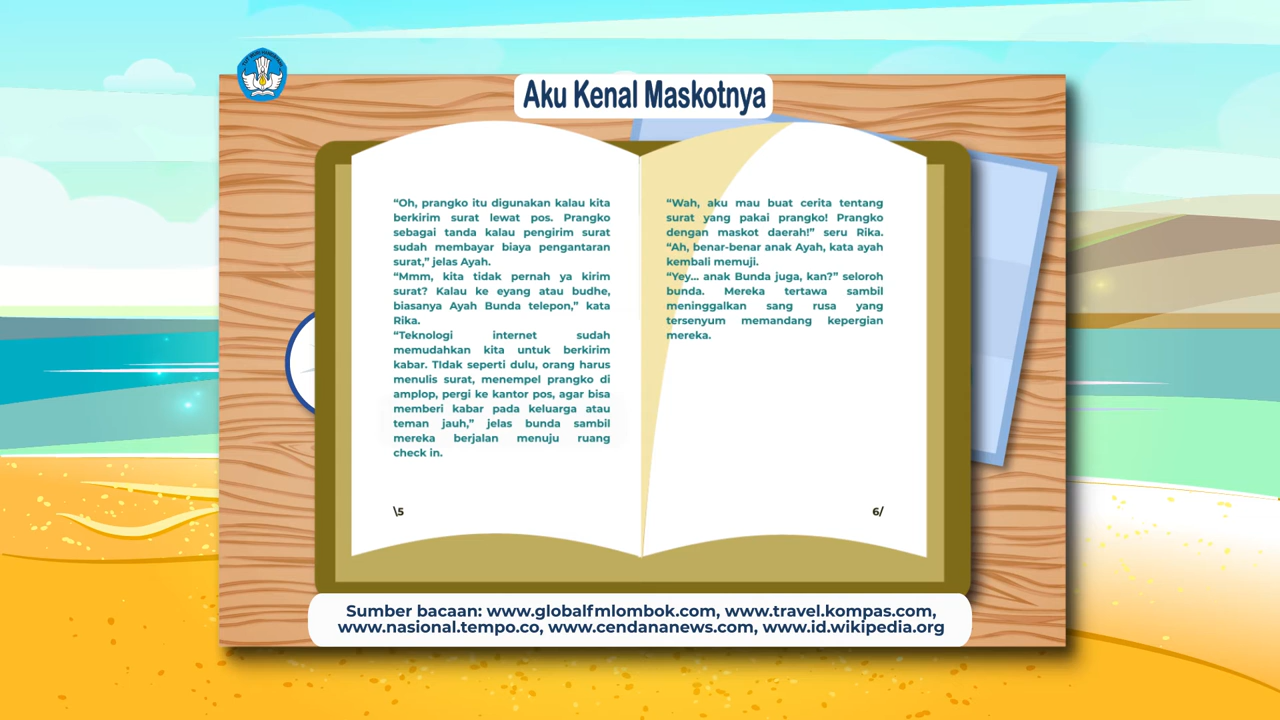 Aku Kenal Maskotnya
“Oh, prangko itu digunakan kalau kita
berkirim surat lewat pos. Prangko
sebagai tanda kalau pengirim surat
sudah membayar biaya pengantaran
surat,” jelas Ayah.
“Mmm, kita tidak pernah ya kirim
surat? Kalau ke eyang atau budhe,
biasanya Ayah Bunda telepon,” kata
Rika.
“Teknologi internet sudah
memudahkan kita untuk berkirim
kabar. TIdak seperti dulu, orang harus
menulis surat, menempel prangko di
amplop, pergi ke kantor pos, agar bisa
memberi kabar pada keluarga atau
teman jauh,” jelas bunda sambil
mereka berjalan menuju ruang
check in.
\5
“Wah, aku mau buat cerita tentang
surat yang pakai prangko! Prangko
dengan maskot daerah!” seru Rika.
“Ah, benar-benar anak Ayah, kata ayah
kembali memuji.
“Yey... anak Bunda juga, kan?” seloroh
bunda. Mereka tertawa sambil
meninggalkan sang rusa yang
tersenyum memandang kepergian
mereka.
6/
Sumber bacaan: www.globalfmlombok.com, www.travel.kompas.com,
www.nasional.tempo.co, www.cendananews.com, www.id.wikipedia.org